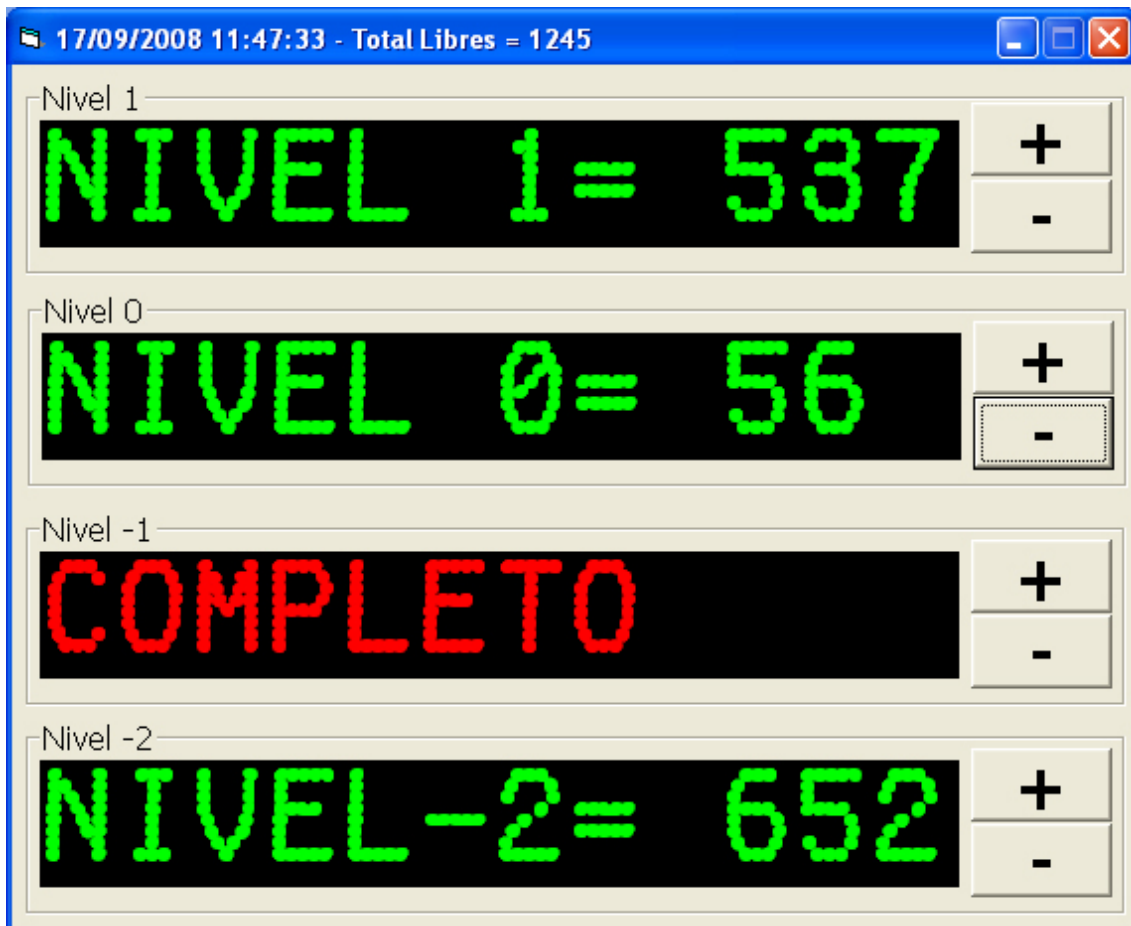 17/09/2008 11:47:33 - Total Libres = 1245
Nivel 1
NIVEL 1= 537
+
-
Nivel 0
NIVEL 0= 56
+
-
Nivel -1
COMPLETO
+
-
Nivel -2
NIVEL-2= 652
+
-